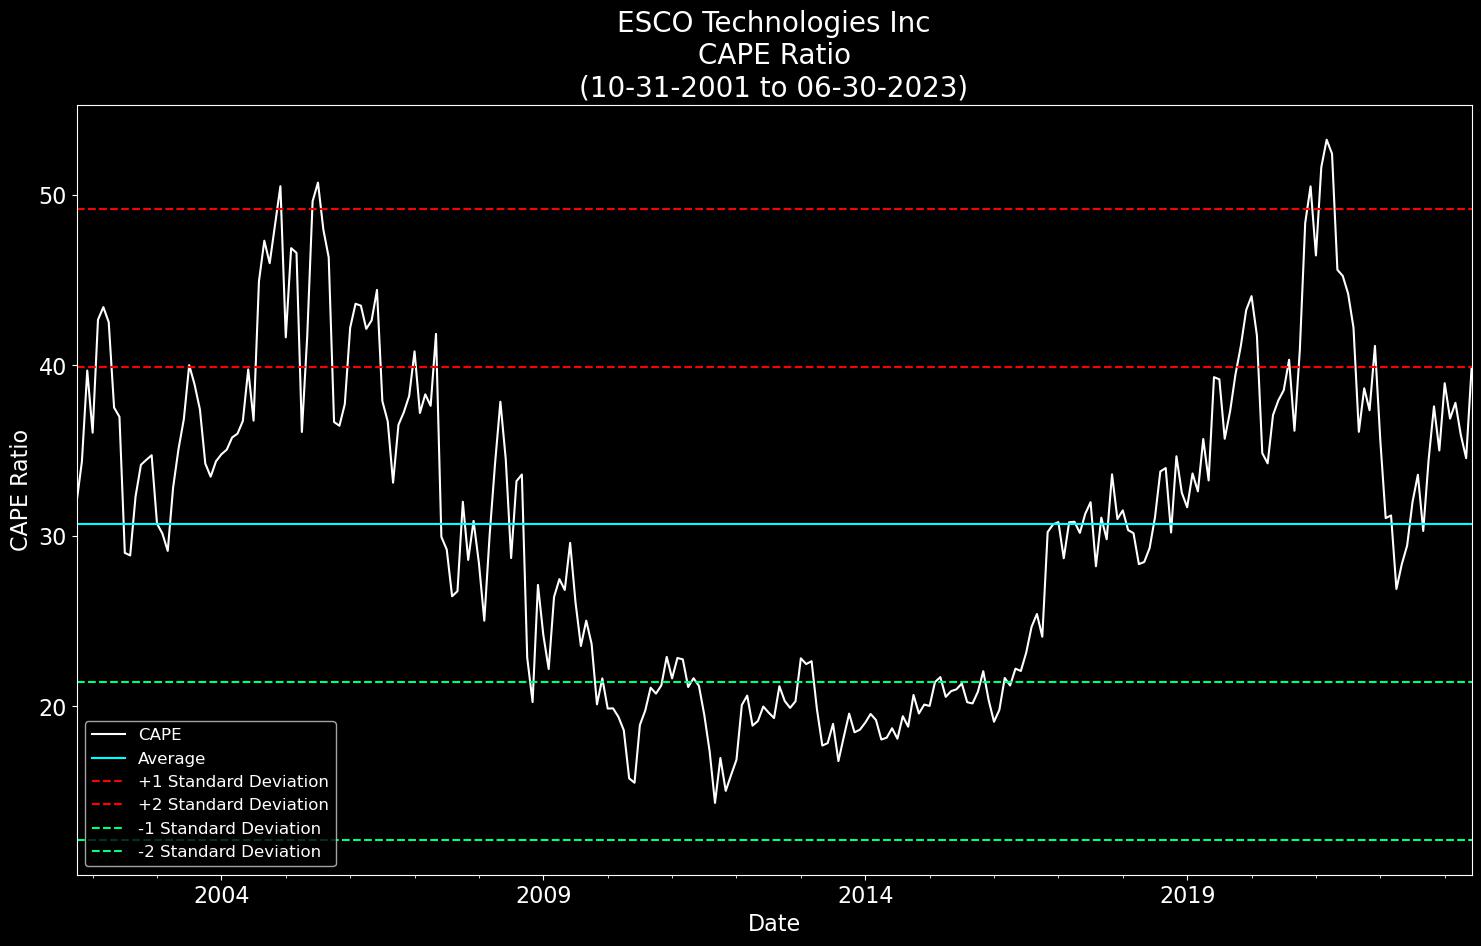 ESCO Technologies Inc
CAPE Ratio
(10-31-2001 to 06-30-2023)
CAPE Ratio
50
40
30
20
CAPE
Average
+1 Standard Deviation
+2 Standard Deviation
-1 Standard Deviation
-2 Standard Deviation
2004 2009 2014 2019
Date